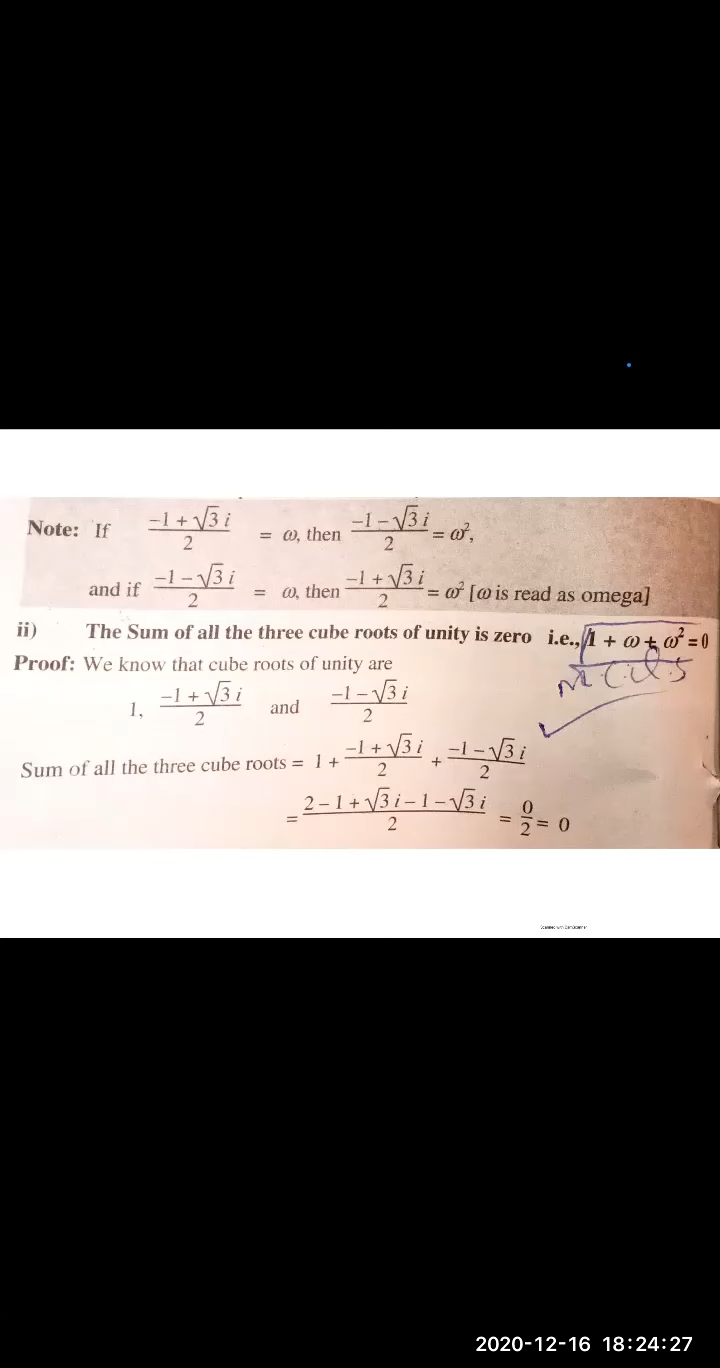 Note: If (-1 + √3 i)/2 = ω, then (-1 - √3 i)/2 = ω²,
and if (-1 - √3 i)/2 = ω, then (-1 + √3 i)/2 = ω² [ω is read as omega]
ii) The Sum of all the three cube roots of unity is zero i.e., 1 + ω + ω² = 0
Proof: We know that cube roots of unity are
1, (-1 + √3 i)/2 and (-1 - √3 i)/2
Sum of all the three cube roots = 1 + (-1 + √3 i)/2 + (-1 - √3 i)/2
= (2 - 1 + √3 i - 1 - √3 i)/2 = 0/2 = 0
Scanned with CamScanner
2020-12-16 18:24:27